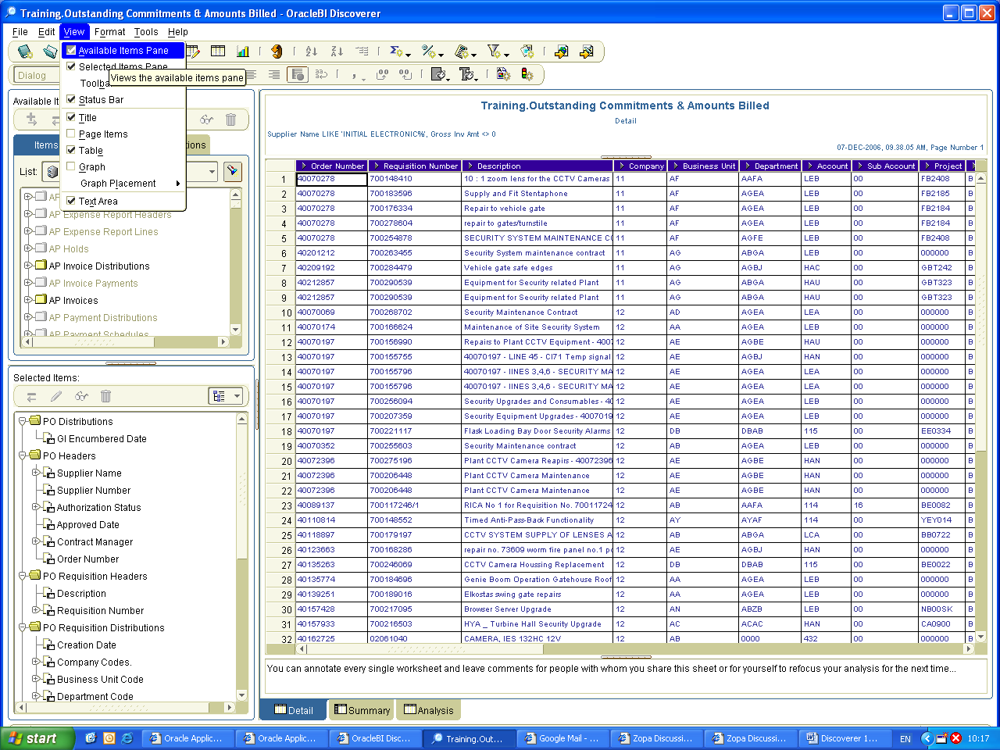 Training.Outstanding Commitments & Amounts Billed - OracleBI Discoverer
File Edit View Format Tools Help
Available Items Pane
Selected Items Pane
Views the available items pane
Status Bar
Title
Page Items
Table
Graph
Graph Placement
Text Area
Dialog
Items
List:
AP Expense Report Headers
AP Expense Report Lines
AP Holds
AP Invoice Distributions
AP Invoice Payments
AP Invoices
AP Payment Distributions
AP Payment Schedules
Selected Items:
PO Distributions
Gl Encumbered Date
PO Headers
Supplier Name
Supplier Number
Authorization Status
Approved Date
Contract Manager
Order Number
PO Requisition Headers
Description
Requisition Number
PO Requisition Distributions
Creation Date
Company Codes.
Business Unit Code
Department Code
Training.Outstanding Commitments & Amounts Billed
Detail
Supplier Name LIKE 'INITIAL ELECTRONIC%', Gross Inv Amt <> 0
07-DEC-2006, 09.38.05 AM, Page Number 1
Order Number Requisition Number Description Company Business Unit Department Account Sub Account Project
1 40070278 700148410 10 : 1 zoom lens for the CCTV Cameras 11 AF AAFA LEB 00 FB2408 B
2 40070278 700183596 Supply and Fit Stentaphone 11 AF AGEA LEB 00 FB2185 B
3 40070278 700176334 Repair to vehicle gate 11 AF AGEA LEB 00 FB2184 B
4 40070278 700278604 repair to gates/turnstile 11 AF AGEA LEB 00 FB2184 B
5 40070278 700254878 SECURITY SYSTEM MAINTENANCE CO 11 AF AGFE LEB 00 FB2408 B
6 40201212 700263455 Security System maintenance contract 11 AG ABGA LEB 00 000000 B
7 40209192 700284479 Vehicle gate safe edges 11 AG AGBJ HAC 00 GBT242 B
8 40212857 700290539 Equipment for Security related Plant 11 AG ABGA HAU 00 GBT323 B
9 40212857 700290539 Equipment for Security related Plant 11 AG ABGA HAU 00 GBT323 B
10 40070069 700268702 Security Maintenance Contract 12 AD AGEA LEA 00 000000 B
11 40070174 700166624 Maintenance of Site Security System 12 AA AGEA LEB 00 000000 B
12 40070197 700156990 Repairs to Plant CCTV Equipment - 4007 12 AE AGBE HAU 00 000000 B
13 40070197 700155755 40070197 - LINE 45 - CI71 Temp signal 12 AE AGBJ HAN 00 000000 B
14 40070197 700155796 40070197 - lINES 3,4,6 - SECURITY MA 12 AE AGEA LEA 00 000000 B
15 40070197 700155796 40070197 - lINES 3,4,6 - SECURITY MA 12 AE AGEA LEA 00 000000 B
16 40070197 700256094 Security Upgrades and Consumables - 40 12 AE AGEA LEB 00 000000 B
17 40070197 700207359 Security Equipment Upgrades - 4007019 12 AE AGEA LEB 00 000000 B
18 40070197 700221117 Flask Loading Bay Door Security Alarms 12 DB DBAB 115 00 EE0334 B
19 40070352 700255603 Security Maintenance contract 12 AB AGEA LEB 00 000000 B
20 40072396 700275196 Plant CCTV Camera Reapirs - 40072396 12 AE AGBE HAN 00 000000 B
21 40072396 700206448 Plant CCTV Camera Maintenance 12 AE AGBE HAN 00 000000 B
22 40072396 700206448 Plant CCTV Camera Maintenance 12 AE AGBE HAN 00 000000 B
23 40089137 700117246/1 RICA No 1 for Requisition No. 70011724 12 AB AAFA 114 16 BE0082 B
24 40110814 700148552 Timed Anti-Pass-Back Functionality 12 AY AYAF 114 00 YEY014 B
25 40118897 700179197 CCTV SYSTEM SUPPLY OF LENSES A 12 AB ABGA LCA 00 BB0722 B
26 40123663 700168286 repair no. 73609 worm fire panel no.1 po 12 AE AGBJ HAN 00 000000 B
27 40135263 700246069 CCTV Camera Houssing Replacement 12 DB DBAB 115 00 BE0022 B
28 40135774 700184696 Genie Boom Operation Gatehouse Roof 12 AA AGEA LEB 00 000000 B
29 40139251 700189016 Elkostas swing gate repairs 12 AA AGEA LEB 00 000000 B
30 40157428 700217095 Browser Server Upgrade 12 AN ABZB LEB 00 NB00SK B
31 40157933 700216503 HYA _ Turbine Hall Security Upgrade 12 AC ACAC HAN 00 CA0900 B
32 40162725 02061040 CAMERA, IES 132HC 12V 12 AB 0000 432 00 000000 B
You can annotate every single worksheet and leave comments for people with whom you share this sheet or for yourself to refocus your analysis for the next time...
Detail Summary Analysis
start Oracle Applic... Oracle Applic... OracleBI Disc... Training.Out... Google Mail - ... Zopa Discussi... Zopa Discussi... Discoverer 1... EN 10:17